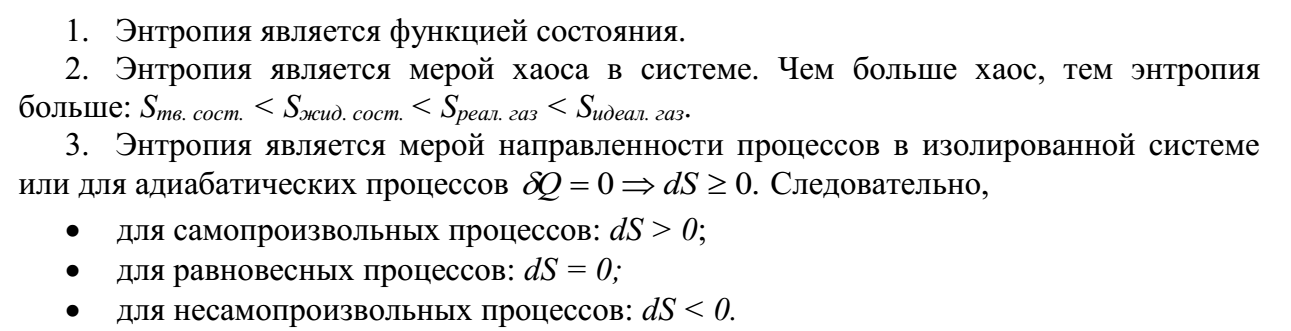 1. Энтропия является функцией состояния.
2. Энтропия является мерой хаоса в системе. Чем больше хаос, тем энтропия
больше: Sтв. сост. < Sжид. сост. < Sреал. газ < Sидеал. газ.
3. Энтропия является мерой направленности процессов в изолированной системе
или для адиабатических процессов δQ = 0 ⇒ dS ≥ 0. Следовательно,
• для самопроизвольных процессов: dS > 0;
• для равновесных процессов: dS = 0;
• для несамопроизвольных процессов: dS < 0.